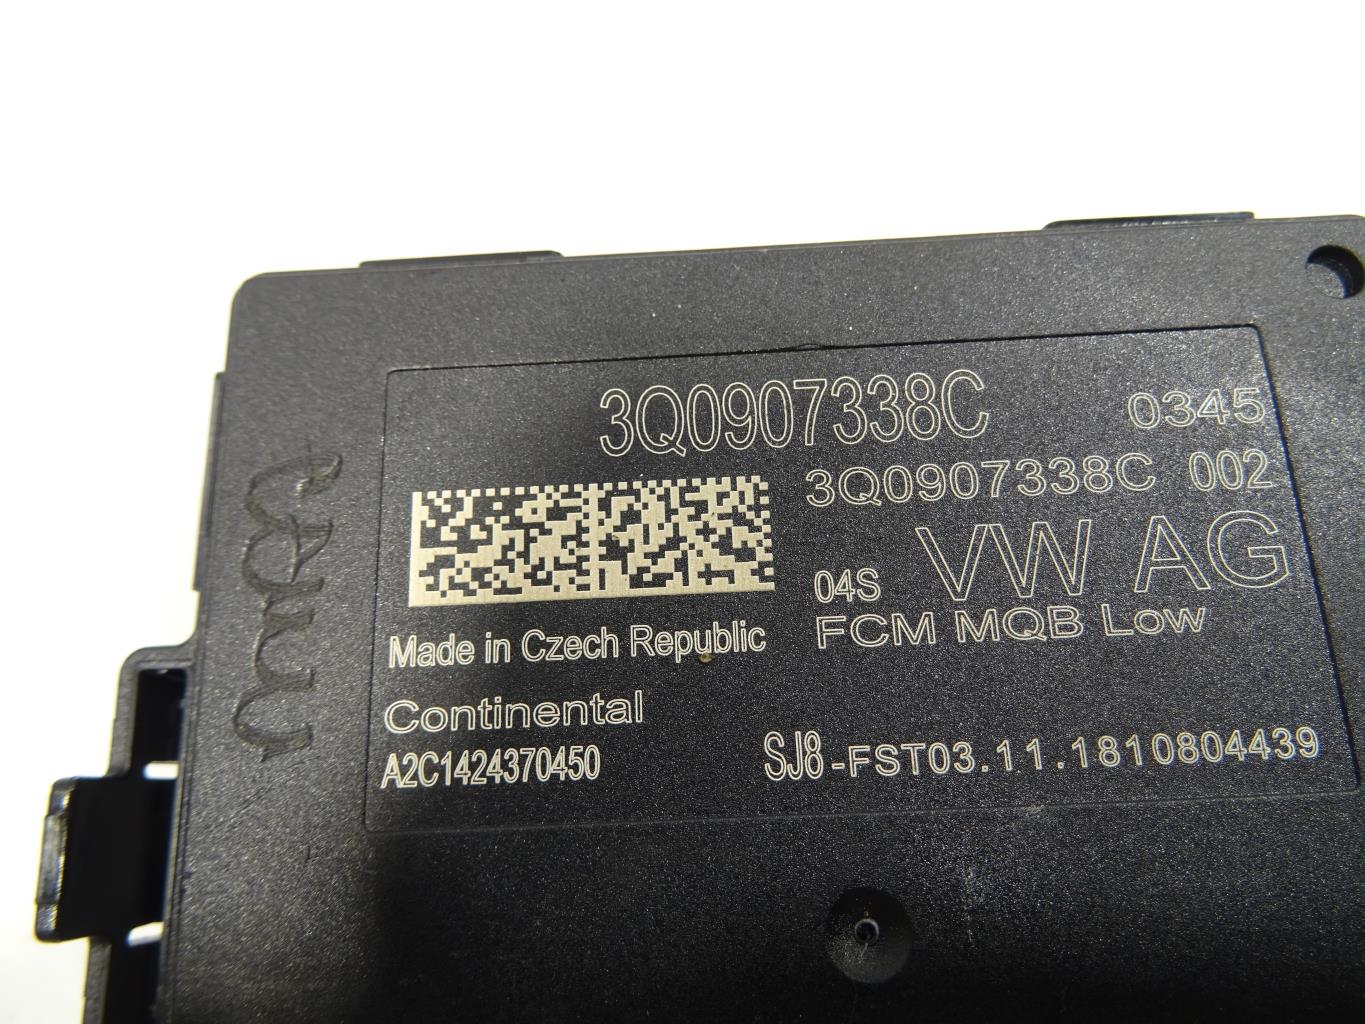 3Q0907338C 0345
3Q0907338C 002
04S VW AG
FCM MQB Low
Made in Czech Republic
Continental
A2C1424370450
SJ8-FST03.11.1810804439